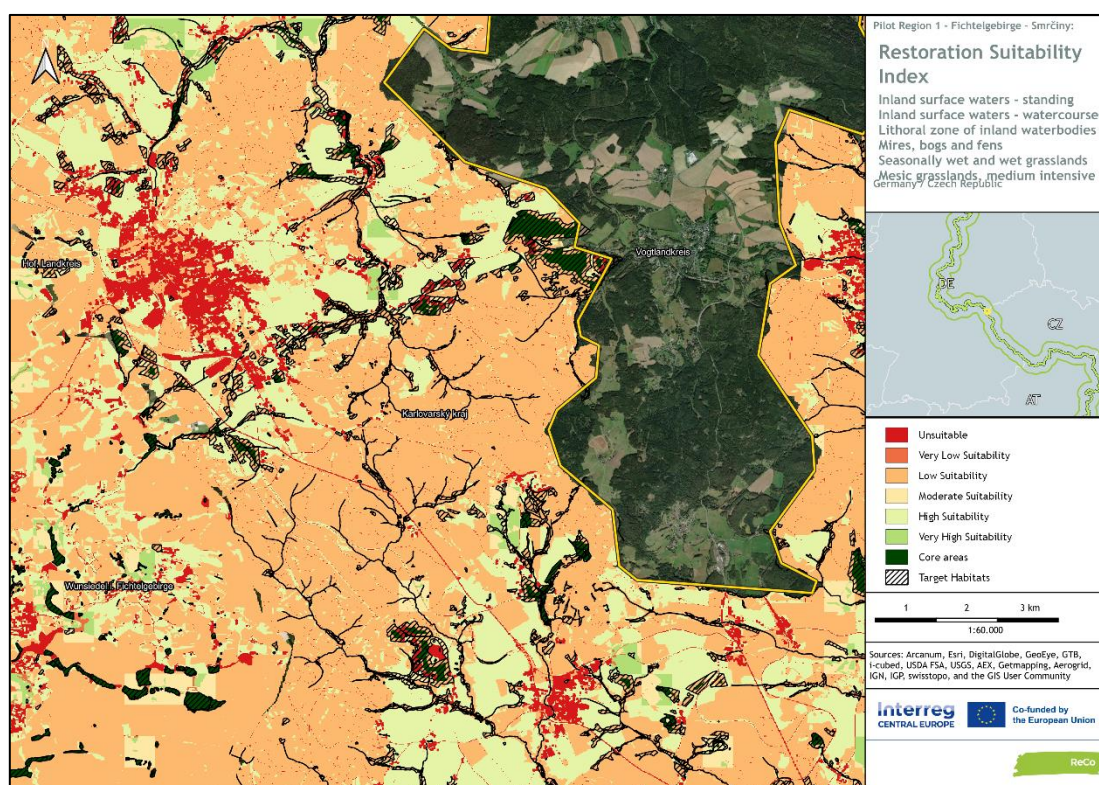 Pilot Region 1 - Fichtelgebirge - Smrčiny:
Restoration Suitability
Index
Inland surface waters - standing
Inland surface waters - watercourse
Lithoral zone of inland waterbodies
Mires, bogs and fens
Seasonally wet and wet grasslands
Mesic grasslands, medium intensive
Germany / Czech Republic
Hof, Landkreis
Vogtlandkreis
Karlovarský kraj
Wunsiedel i. Fichtelgebirge
DE
CZ
AT
Unsuitable
Very Low Suitability
Low Suitability
Moderate Suitability
High Suitability
Very High Suitability
Core areas
Target Habitats
1 2 3 km
1:60.000
Sources: Arcanum, Esri, DigitalGlobe, GeoEye, GTB,
i-cubed, USDA FSA, USGS, AEX, Getmapping, Aerogrid,
IGN, IGP, swisstopo, and the GIS User Community
Interreg
CENTRAL EUROPE
Co-funded by
the European Union
ReCo